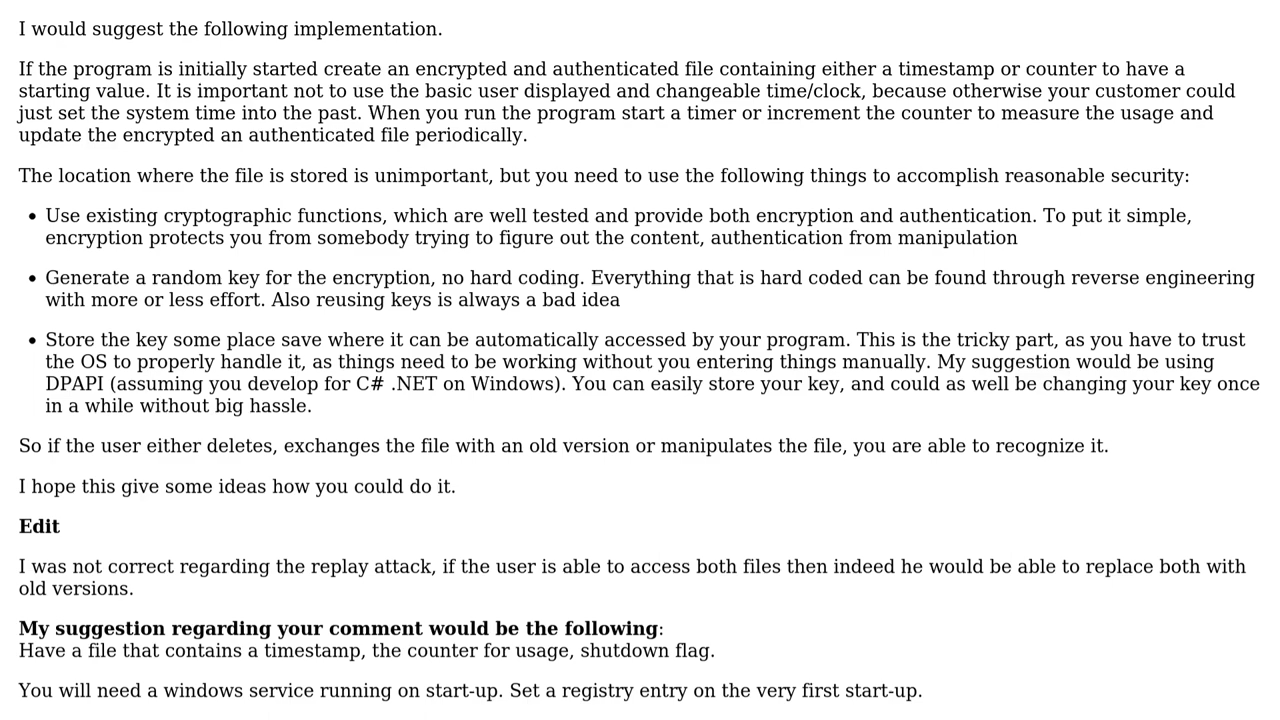 I would suggest the following implementation.
If the program is initially started create an encrypted and authenticated file containing either a timestamp or counter to have a
starting value. It is important not to use the basic user displayed and changeable time/clock, because otherwise your customer could
just set the system time into the past. When you run the program start a timer or increment the counter to measure the usage and
update the encrypted an authenticated file periodically.
The location where the file is stored is unimportant, but you need to use the following things to accomplish reasonable security:
• Use existing cryptographic functions, which are well tested and provide both encryption and authentication. To put it simple,
encryption protects you from somebody trying to figure out the content, authentication from manipulation
• Generate a random key for the encryption, no hard coding. Everything that is hard coded can be found through reverse engineering
with more or less effort. Also reusing keys is always a bad idea
• Store the key some place save where it can be automatically accessed by your program. This is the tricky part, as you have to trust
the OS to properly handle it, as things need to be working without you entering things manually. My suggestion would be using
DPAPI (assuming you develop for C# .NET on Windows). You can easily store your key, and could as well be changing your key once
in a while without big hassle.
So if the user either deletes, exchanges the file with an old version or manipulates the file, you are able to recognize it.
I hope this give some ideas how you could do it.
Edit
I was not correct regarding the replay attack, if the user is able to access both files then indeed he would be able to replace both with
old versions.
My suggestion regarding your comment would be the following:
Have a file that contains a timestamp, the counter for usage, shutdown flag.
You will need a windows service running on start-up. Set a registry entry on the very first start-up.